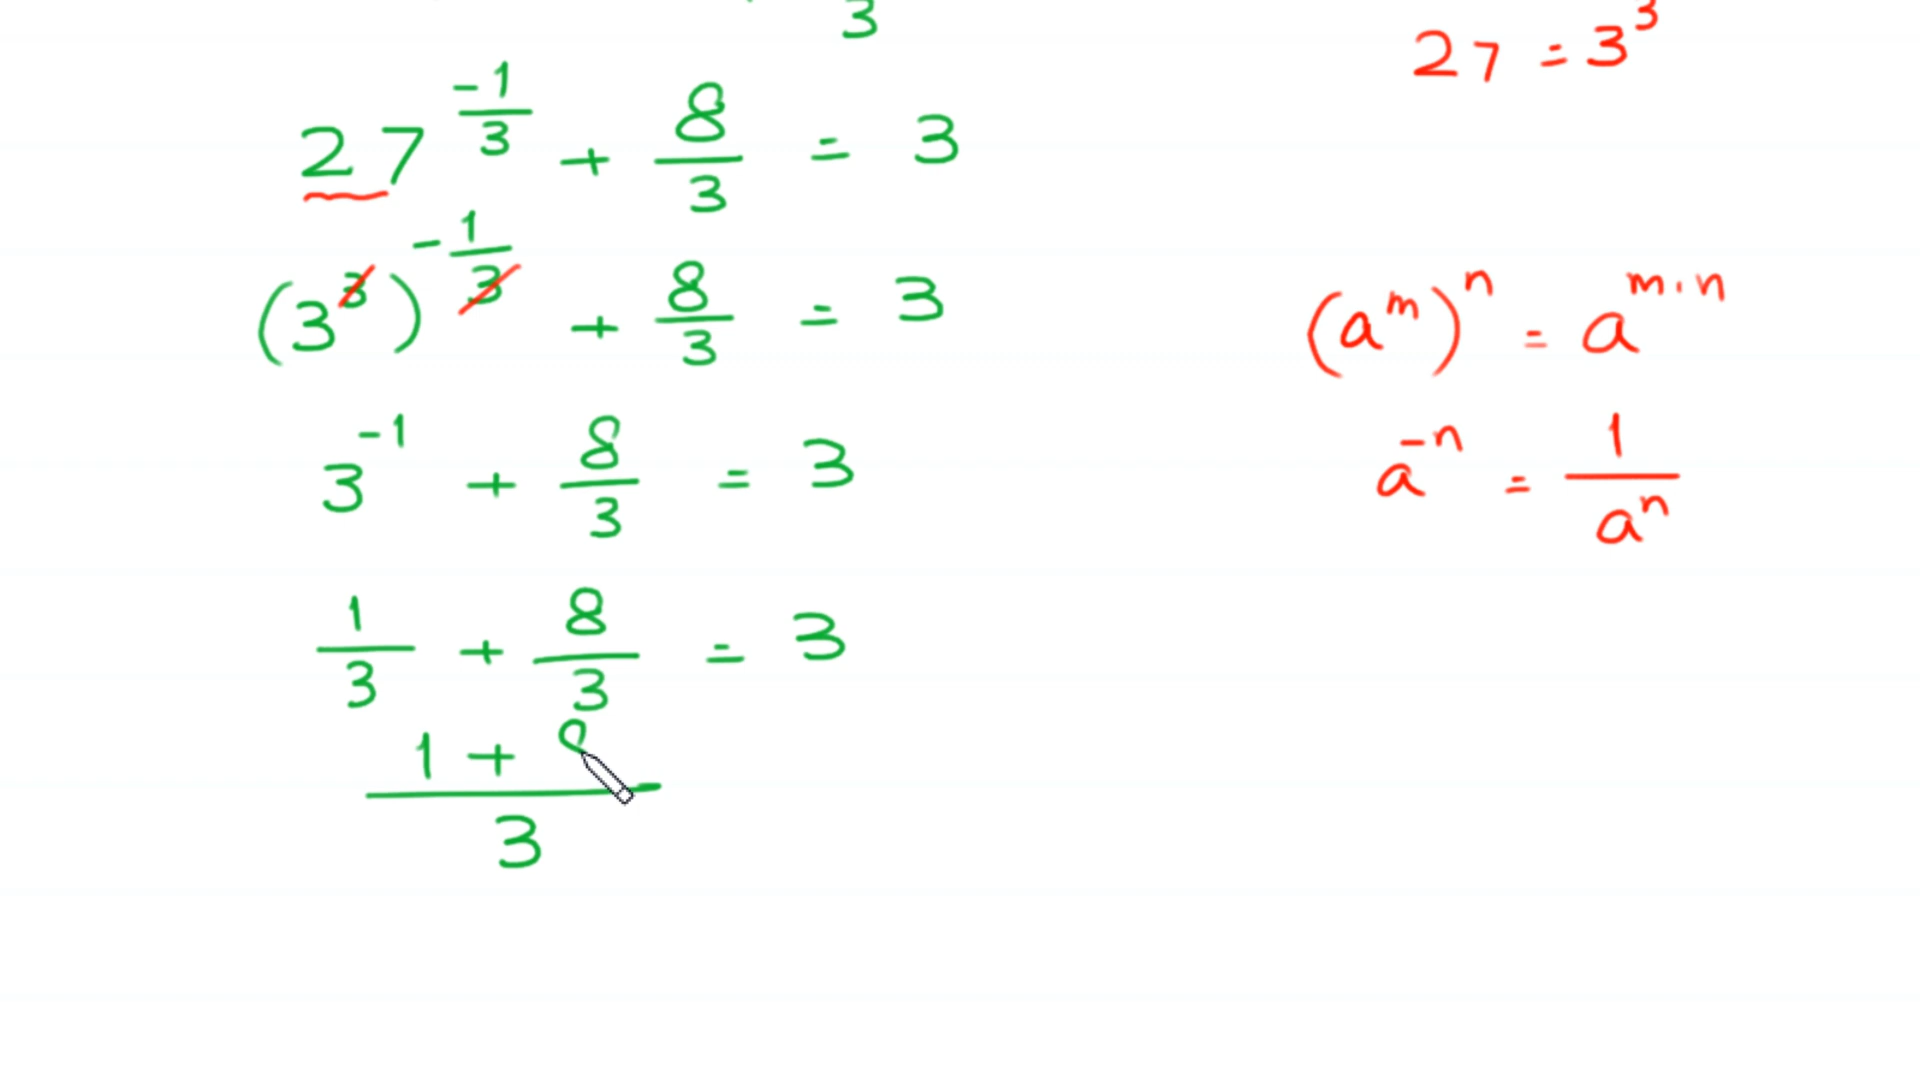 3
27^(-1/3) + 8/3 = 3
(3^3)^(-1/3) + 8/3 = 3
3^(-1) + 8/3 = 3
1/3 + 8/3 = 3
(1 + 8)/3
27 = 3^3
(a^m)^n = a^(m·n)
a^(-n) = 1/a^n